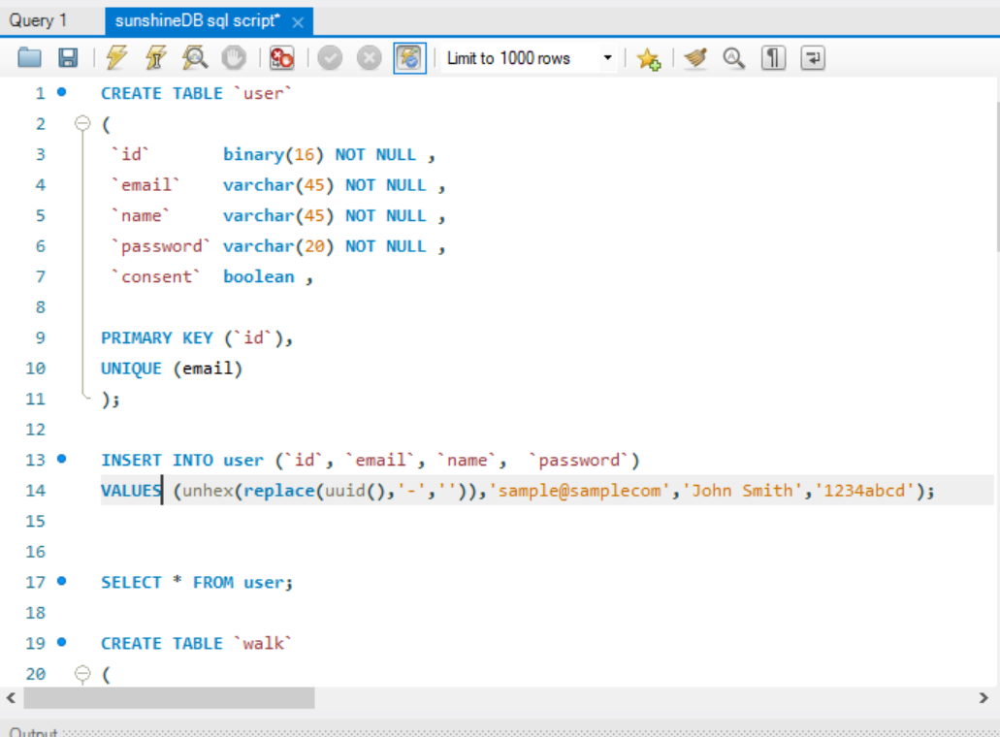 Query 1 sunshineDB sql script*
Limit to 1000 rows
1 CREATE TABLE `user`
2 (
3 `id` binary(16) NOT NULL ,
4 `email` varchar(45) NOT NULL ,
5 `name` varchar(45) NOT NULL ,
6 `password` varchar(20) NOT NULL ,
7 `consent` boolean ,
8
9 PRIMARY KEY (`id`),
10 UNIQUE (email)
11 );
12
13 INSERT INTO user (`id`, `email`, `name`,  `password`)
14 VALUES (unhex(replace(uuid(),'-','')),'sample@samplecom','John Smith','1234abcd');
15
16
17 SELECT * FROM user;
18
19 CREATE TABLE `walk`
20 (
Output